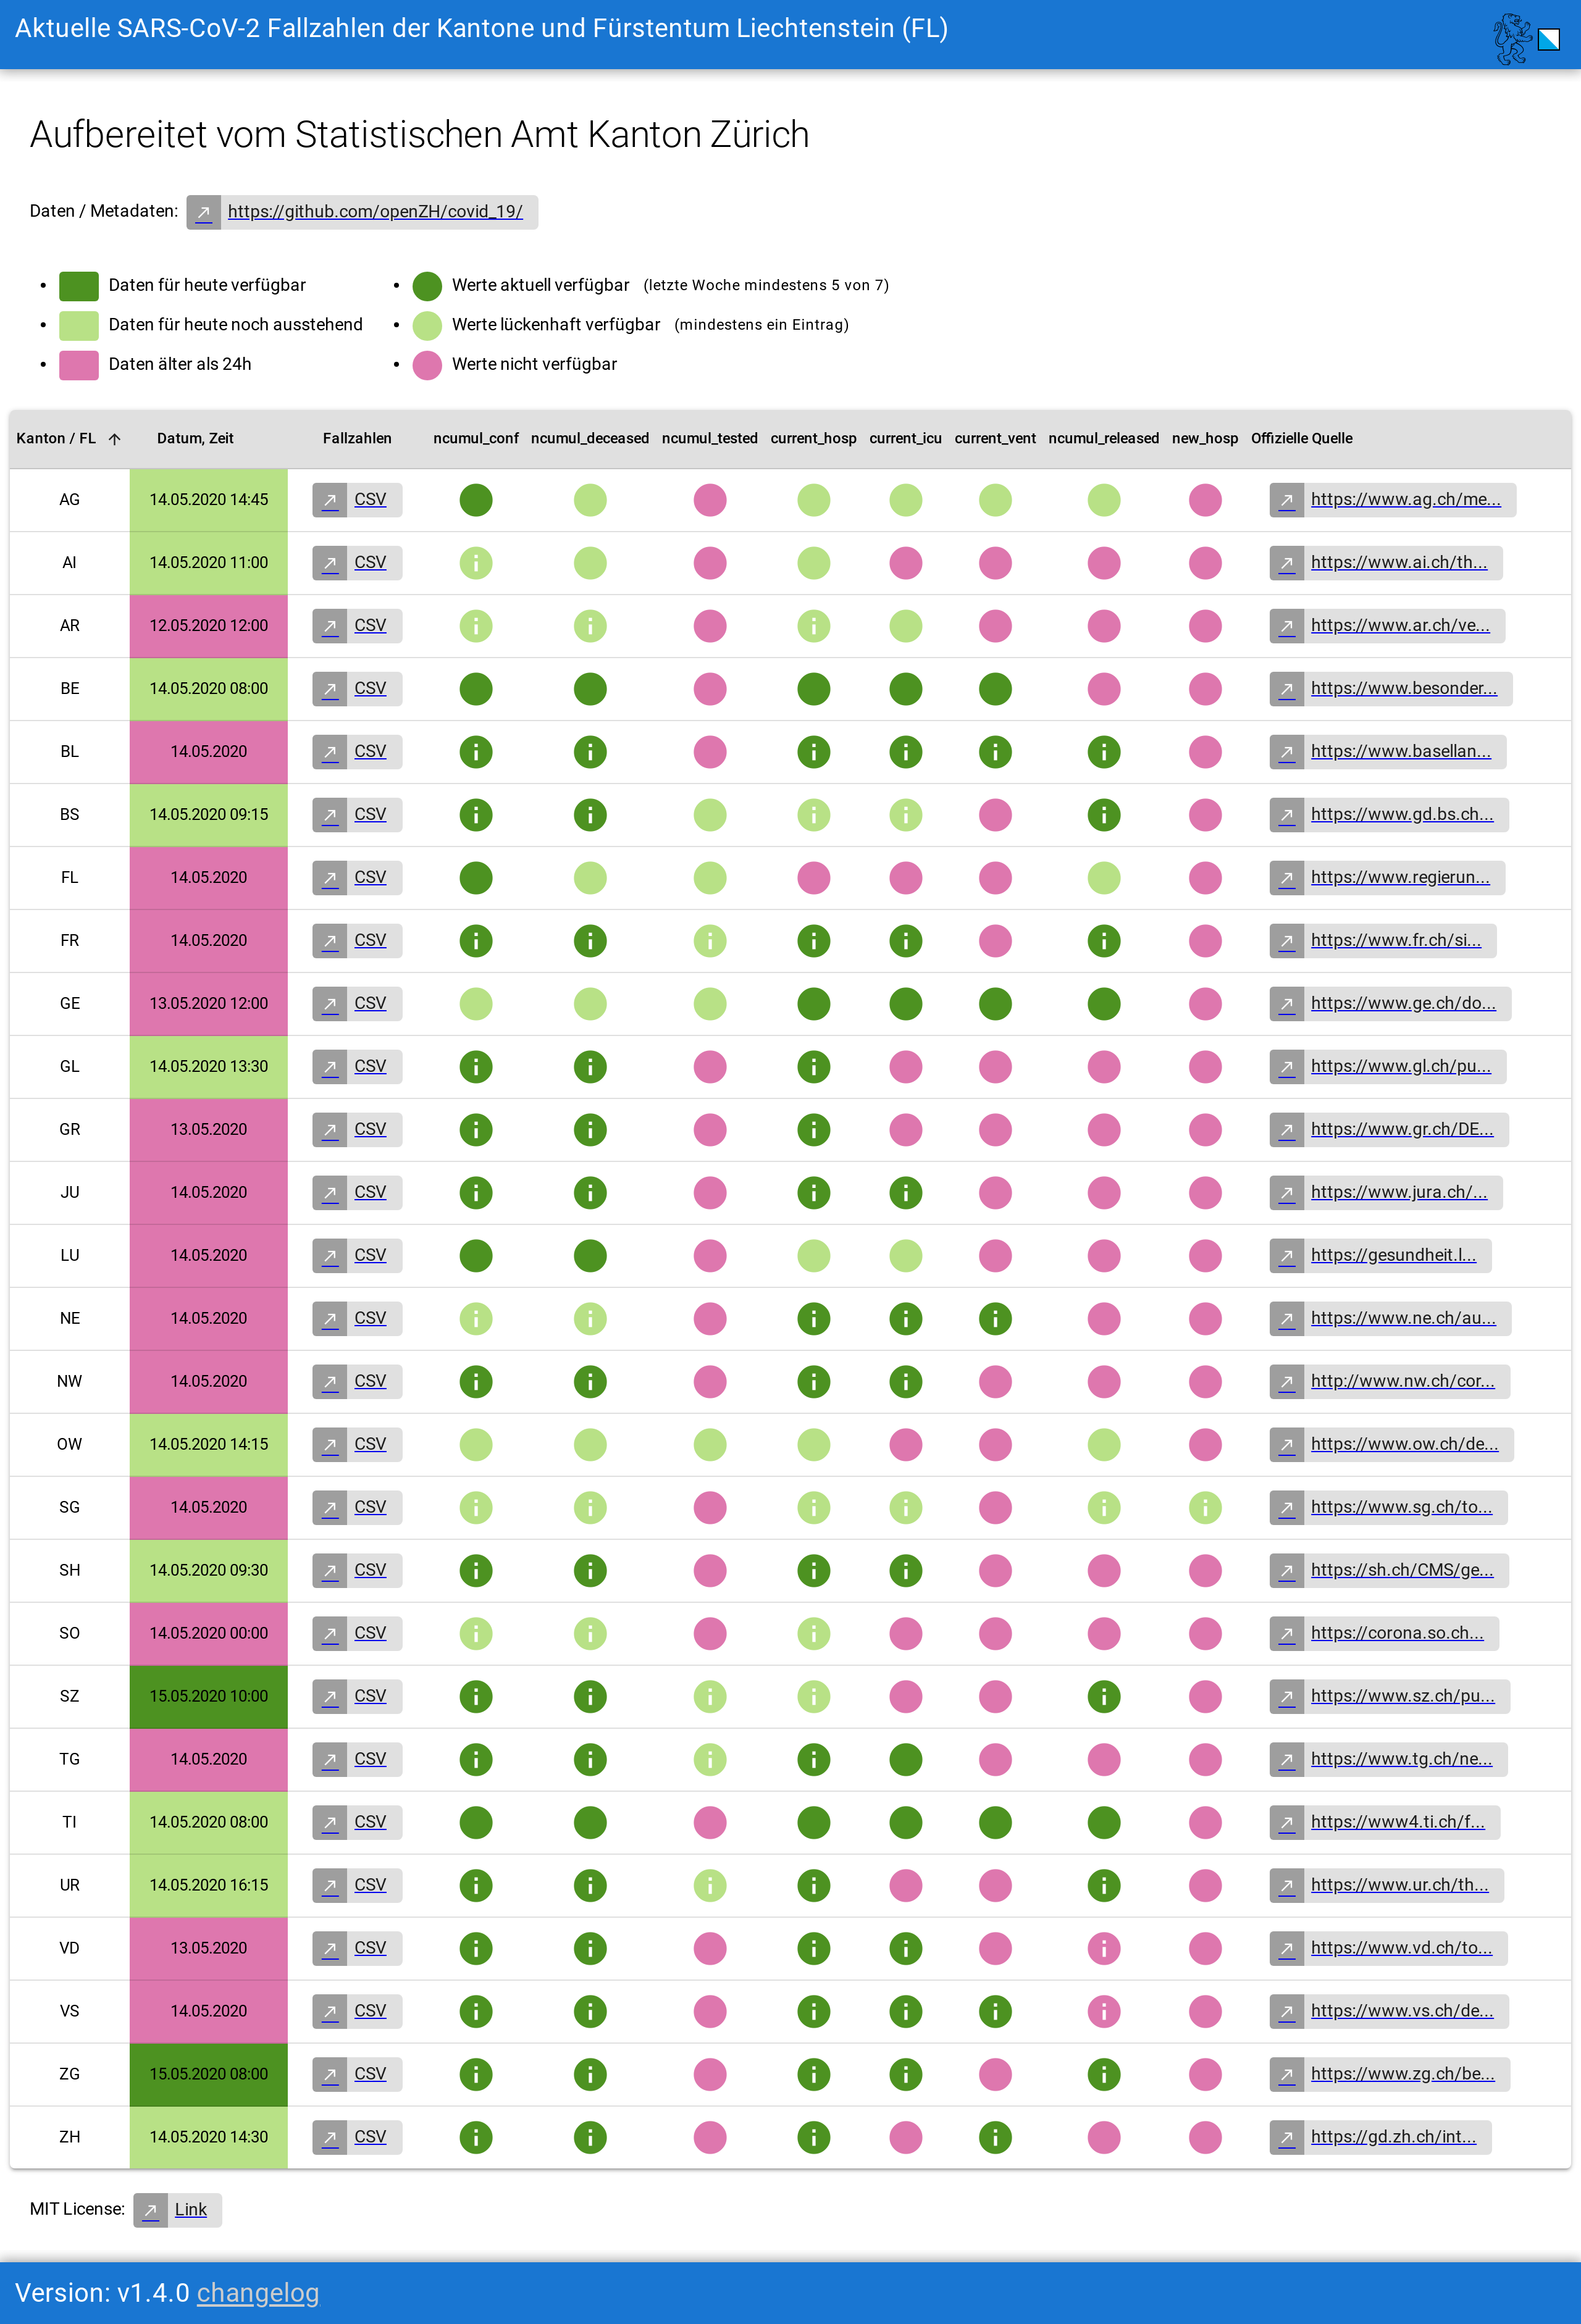 Aktuelle SARS-CoV-2 Fallzahlen der Kantone und Fürstentum Liechtenstein (FL)
Aufbereitet vom Statistischen Amt Kanton Zürich
Daten / Metadaten: https://github.com/openZH/covid_19/
Daten für heute verfügbar
Daten für heute noch ausstehend
Daten älter als 24h
Werte aktuell verfügbar (letzte Woche mindestens 5 von 7)
Werte lückenhaft verfügbar (mindestens ein Eintrag)
Werte nicht verfügbar
Kanton / FL Datum, Zeit Fallzahlen ncumul_conf ncumul_deceased ncumul_tested current_hosp current_icu current_vent ncumul_released new_hosp Offizielle Quelle
AG 14.05.2020 14:45 CSV https://www.ag.ch/me...
AI 14.05.2020 11:00 CSV https://www.ai.ch/th...
AR 12.05.2020 12:00 CSV https://www.ar.ch/ve...
BE 14.05.2020 08:00 CSV https://www.besonder...
BL 14.05.2020 CSV https://www.basellan...
BS 14.05.2020 09:15 CSV https://www.gd.bs.ch...
FL 14.05.2020 CSV https://www.regierun...
FR 14.05.2020 CSV https://www.fr.ch/si...
GE 13.05.2020 12:00 CSV https://www.ge.ch/do...
GL 14.05.2020 13:30 CSV https://www.gl.ch/pu...
GR 13.05.2020 CSV https://www.gr.ch/DE...
JU 14.05.2020 CSV https://www.jura.ch/...
LU 14.05.2020 CSV https://gesundheit.l...
NE 14.05.2020 CSV https://www.ne.ch/au...
NW 14.05.2020 CSV http://www.nw.ch/cor...
OW 14.05.2020 14:15 CSV https://www.ow.ch/de...
SG 14.05.2020 CSV https://www.sg.ch/to...
SH 14.05.2020 09:30 CSV https://sh.ch/CMS/ge...
SO 14.05.2020 00:00 CSV https://corona.so.ch...
SZ 15.05.2020 10:00 CSV https://www.sz.ch/pu...
TG 14.05.2020 CSV https://www.tg.ch/ne...
TI 14.05.2020 08:00 CSV https://www4.ti.ch/f...
UR 14.05.2020 16:15 CSV https://www.ur.ch/th...
VD 13.05.2020 CSV https://www.vd.ch/to...
VS 14.05.2020 CSV https://www.vs.ch/de...
ZG 15.05.2020 08:00 CSV https://www.zg.ch/be...
ZH 14.05.2020 14:30 CSV https://gd.zh.ch/int...
MIT License: Link
Version: v1.4.0 changelog